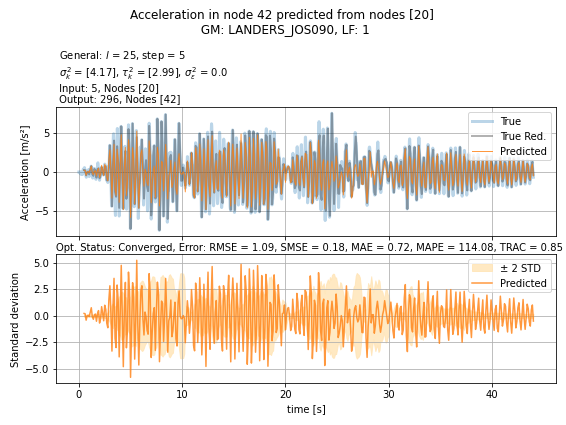 Acceleration in node 42 predicted from nodes [20]
GM: LANDERS_JOS090, LF: 1
General: l = 25, step = 5
σ²ₖ = [4.17], τ²ₖ = [2.99], σ²ε = 0.0
Input: 5, Nodes [20]
Output: 296, Nodes [42]
Acceleration [m/s²]
5
0
−5
True
True Red.
Predicted
Opt. Status: Converged, Error: RMSE = 1.09, SMSE = 0.18, MAE = 0.72, MAPE = 114.08, TRAC = 0.85
Standard deviation
5.0
2.5
0.0
−2.5
−5.0
± 2 STD
Predicted
0 10 20 30 40
time [s]